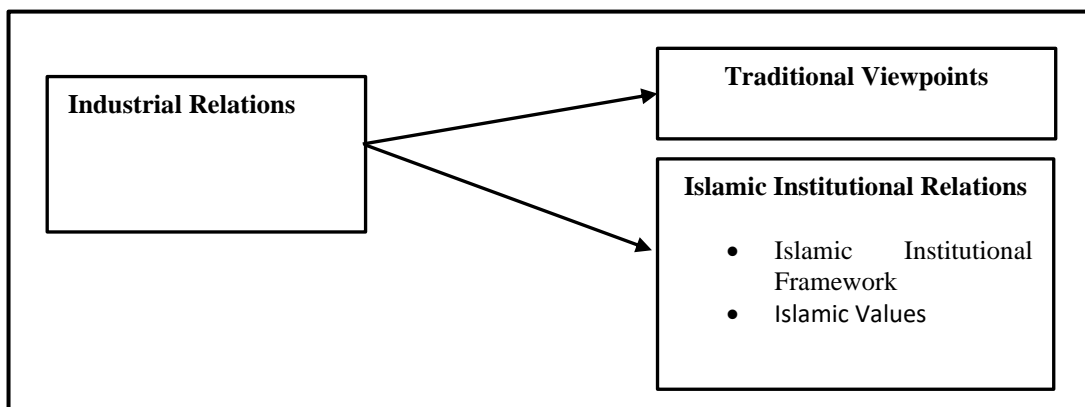 Industrial Relations
Traditional Viewpoints
Islamic Institutional Relations
• Islamic Institutional
Framework
• Islamic Values